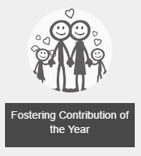 Fostering Contribution of
the Year